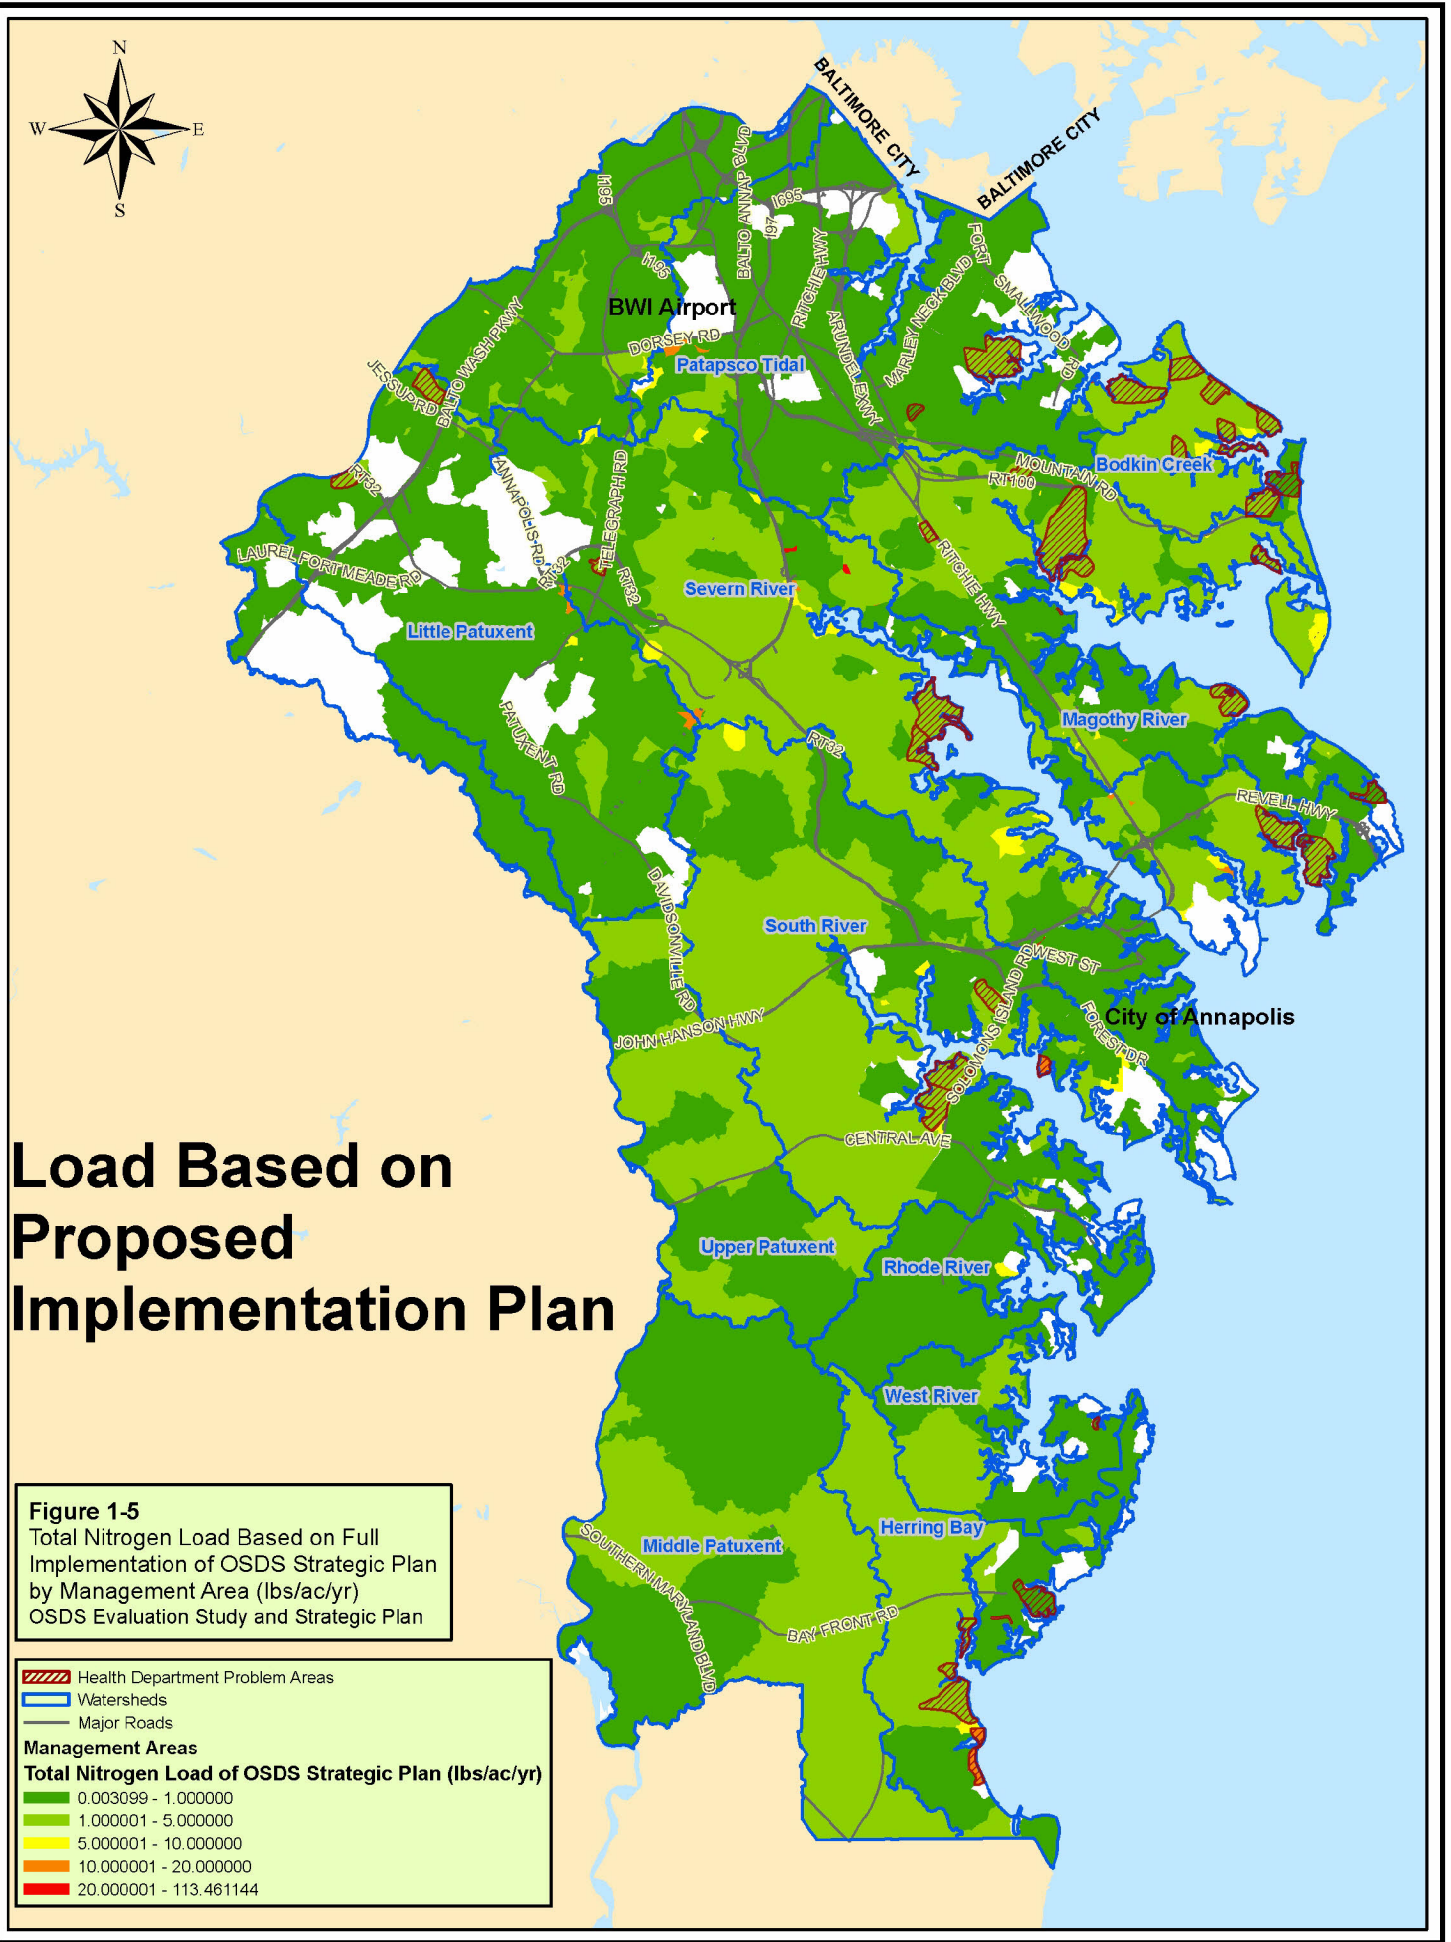 N
W
E
S
BALTIMORE CITY
BALTIMORE CITY
I195
BALTO ANNAP BLVD
I695
I97
I195
RITCHIE HWY
FORT
SMALLWOOD
RD
BWI Airport
MARLEY NECK BLVD
ARUNDEL EXWY
DORSEY RD
Patapsco Tidal
BALTO WASH PKWY
JESSUP RD
RT32
ANNAPOLIS RD
TELEGRAPH RD
MOUNTAIN RD
Bodkin Creek
RT100
LAUREL FORT MEADE RD
RT32
RT32
RITCHIE HWY
Severn River
Little Patuxent
PATUXENT RD
RT32
Magothy River
REVELL HWY
DAVIDSONVILLE RD
South River
WEST ST
SOLOMONS ISLAND RD
FOREST DR
City of Annapolis
JOHN HANSON HWY
CENTRAL AVE
Load Based on
Proposed
Implementation Plan
Upper Patuxent
Rhode River
West River
Herring Bay
Middle Patuxent
SOUTHERN MARYLAND BLVD
BAY FRONT RD
Figure 1-5
Total Nitrogen Load Based on Full
Implementation of OSDS Strategic Plan
by Management Area (lbs/ac/yr)
OSDS Evaluation Study and Strategic Plan
Health Department Problem Areas
Watersheds
Major Roads
Management Areas
Total Nitrogen Load of OSDS Strategic Plan (lbs/ac/yr)
0.003099 - 1.000000
1.000001 - 5.000000
5.000001 - 10.000000
10.000001 - 20.000000
20.000001 - 113.461144